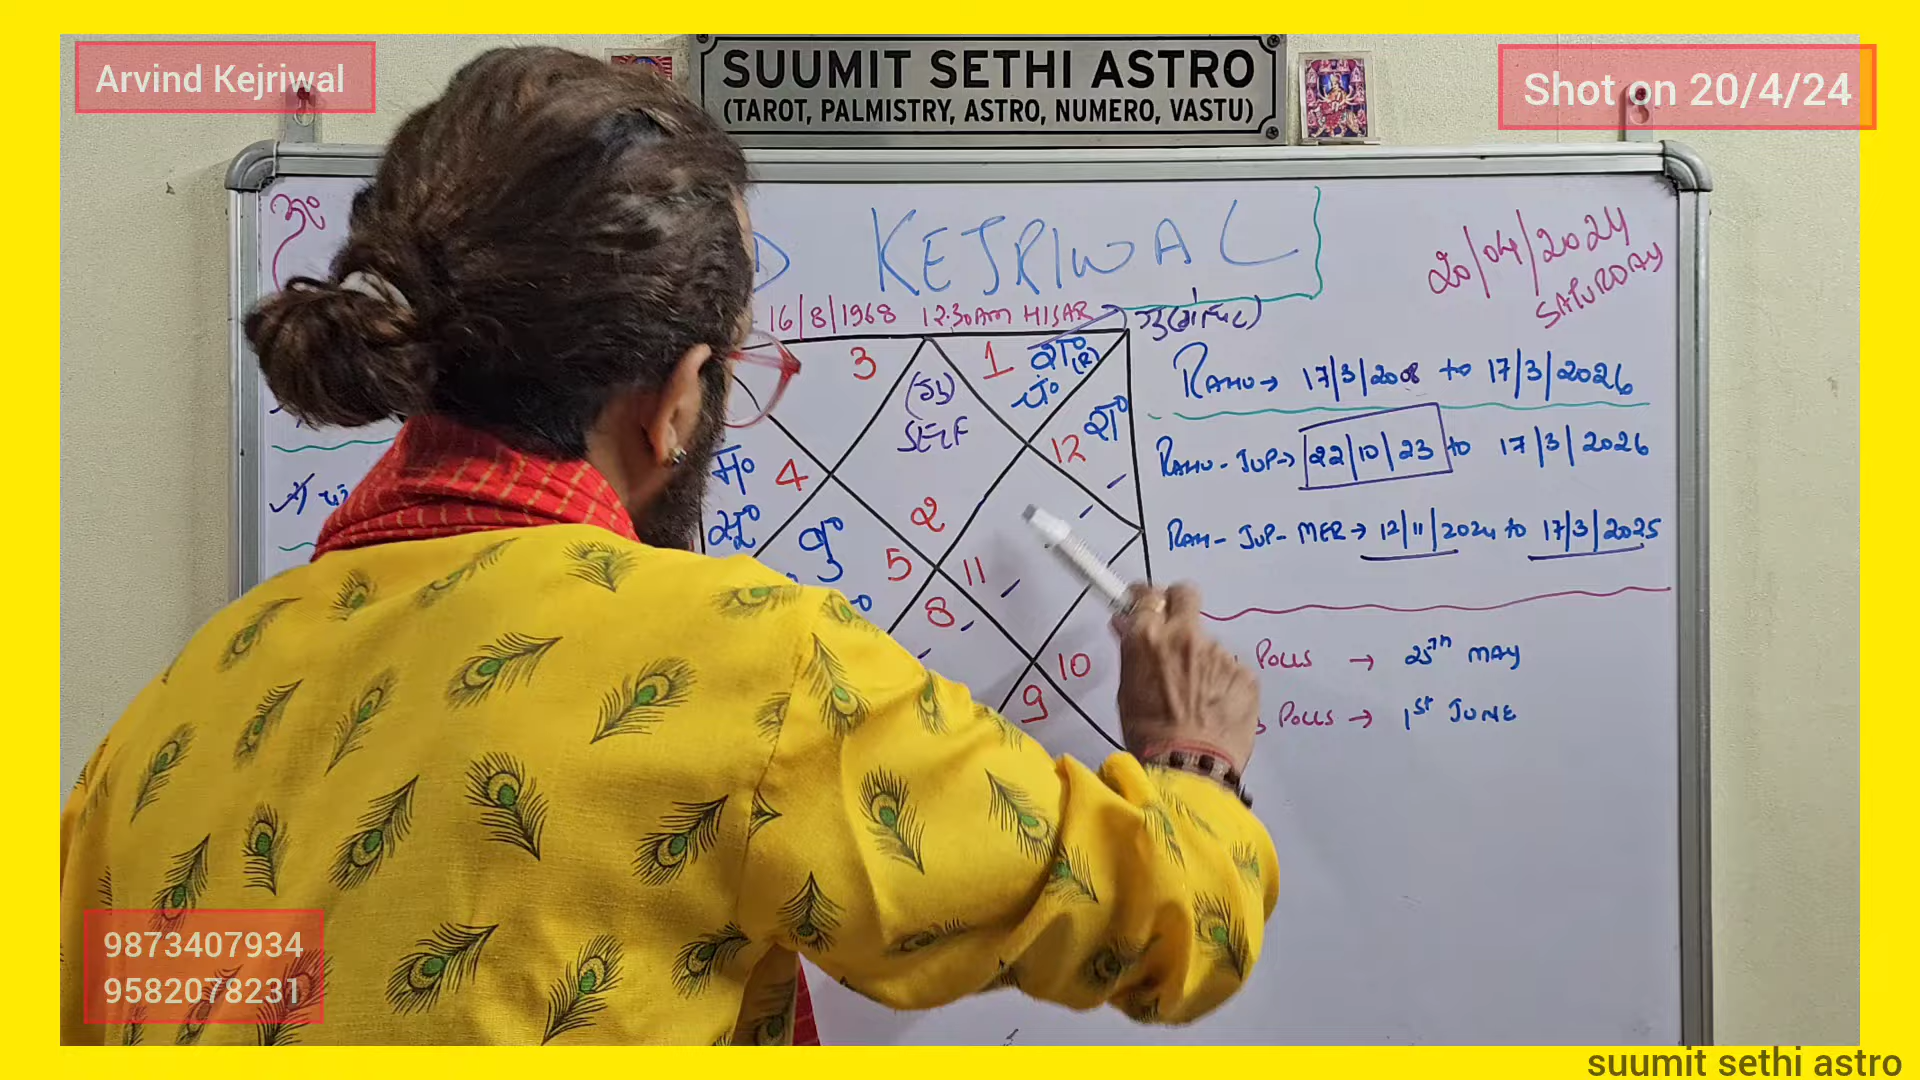 Arvind Kejriwal
SUUMIT SETHI ASTRO
(TAROT, PALMISTRY, ASTRO, NUMERO, VASTU)
Shot on 20/4/24
D KEJRIWAL
20/04/2024
SATURDAY
16/8/1968 12:30AM HISAR
3
1
SELF
12
4
2
5
11
8
10
9
RAHU → 17/3/2008 to 17/3/2026
RAHU - JUP → 22/10/23 to 17/3/2026
RAH - JUP - MER → 12/11/2024 to 17/3/2025
POLLS → 25th MAY
POLLS → 1st JUNE
9873407934
9582078231
suumit sethi astro